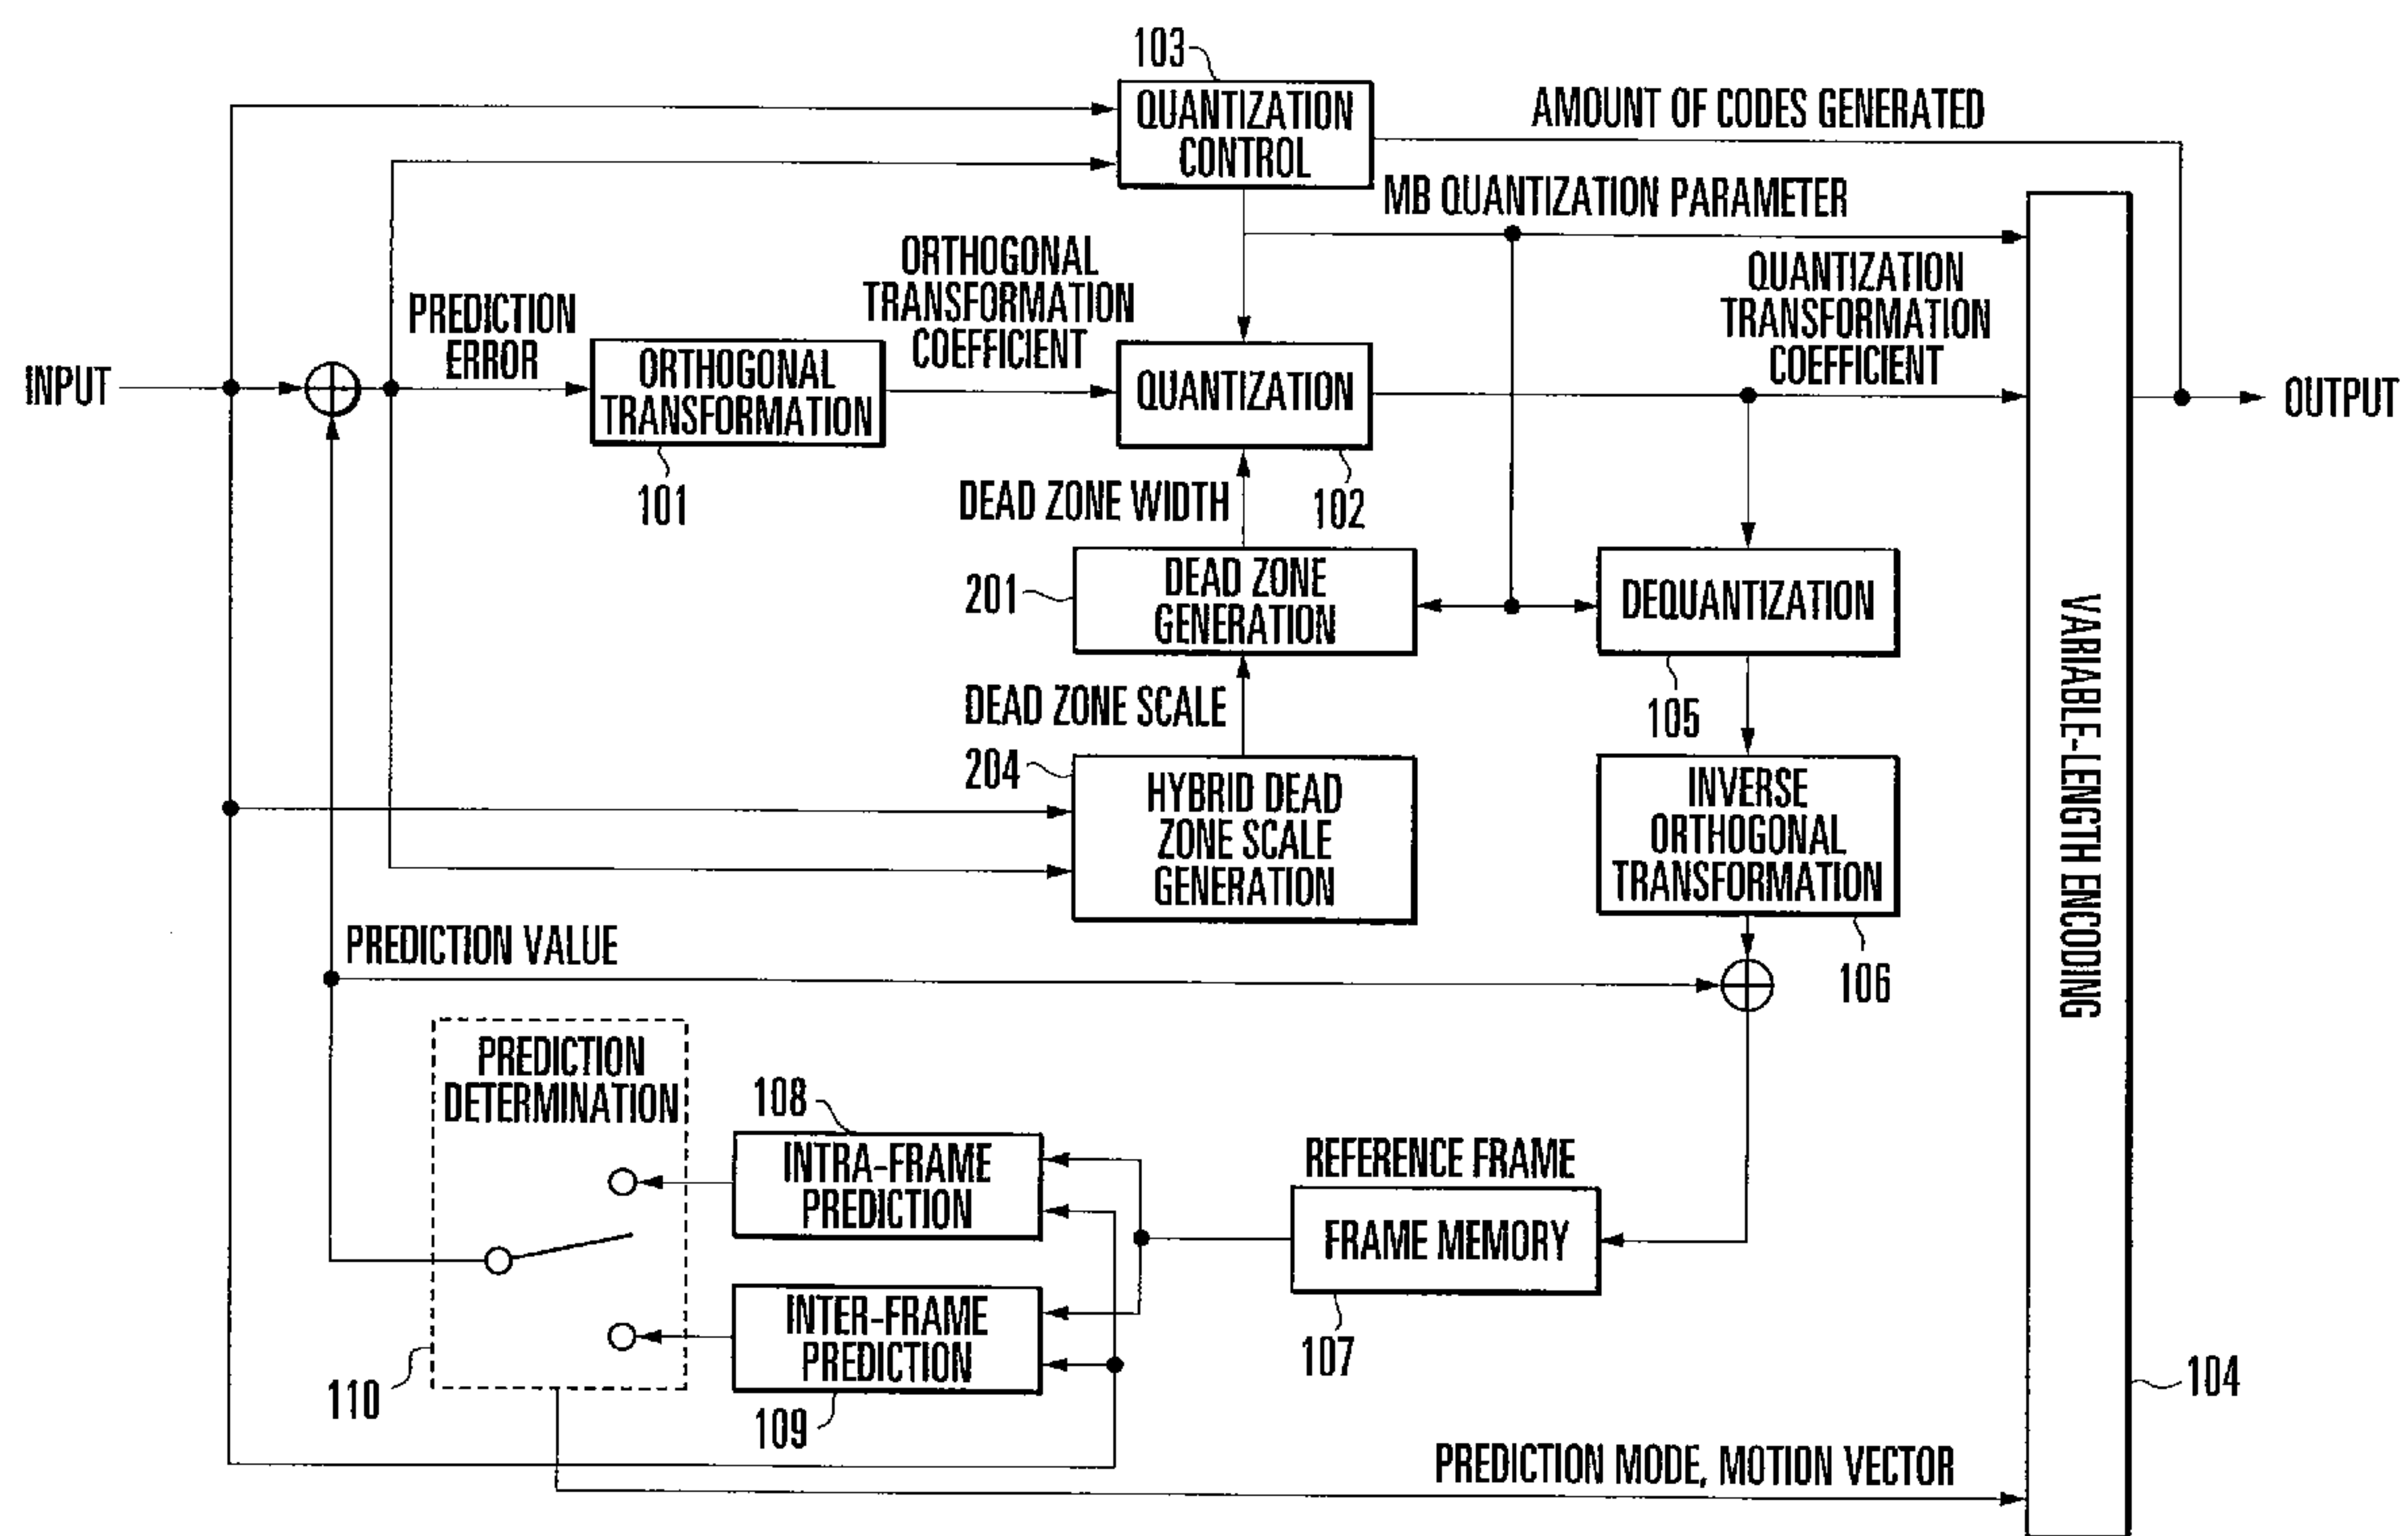 103
QUANTIZATION
CONTROL
AMOUNT OF CODES GENERATED
MB QUANTIZATION PARAMETER
ORTHOGONAL
TRANSFORMATION
COEFFICIENT
QUANTIZATION
TRANSFORMATION
COEFFICIENT
PREDICTION
ERROR
INPUT
ORTHOGONAL
TRANSFORMATION
101
QUANTIZATION
102
OUTPUT
DEAD ZONE WIDTH
201
DEAD ZONE
GENERATION
DEQUANTIZATION
105
DEAD ZONE SCALE
204
HYBRID DEAD
ZONE SCALE
GENERATION
INVERSE
ORTHOGONAL
TRANSFORMATION
106
VARIABLE-LENGTH ENCODING
PREDICTION VALUE
PREDICTION
DETERMINATION
110
108
INTRA-FRAME
PREDICTION
INTER-FRAME
PREDICTION
109
REFERENCE FRAME
FRAME MEMORY
107
104
PREDICTION MODE, MOTION VECTOR